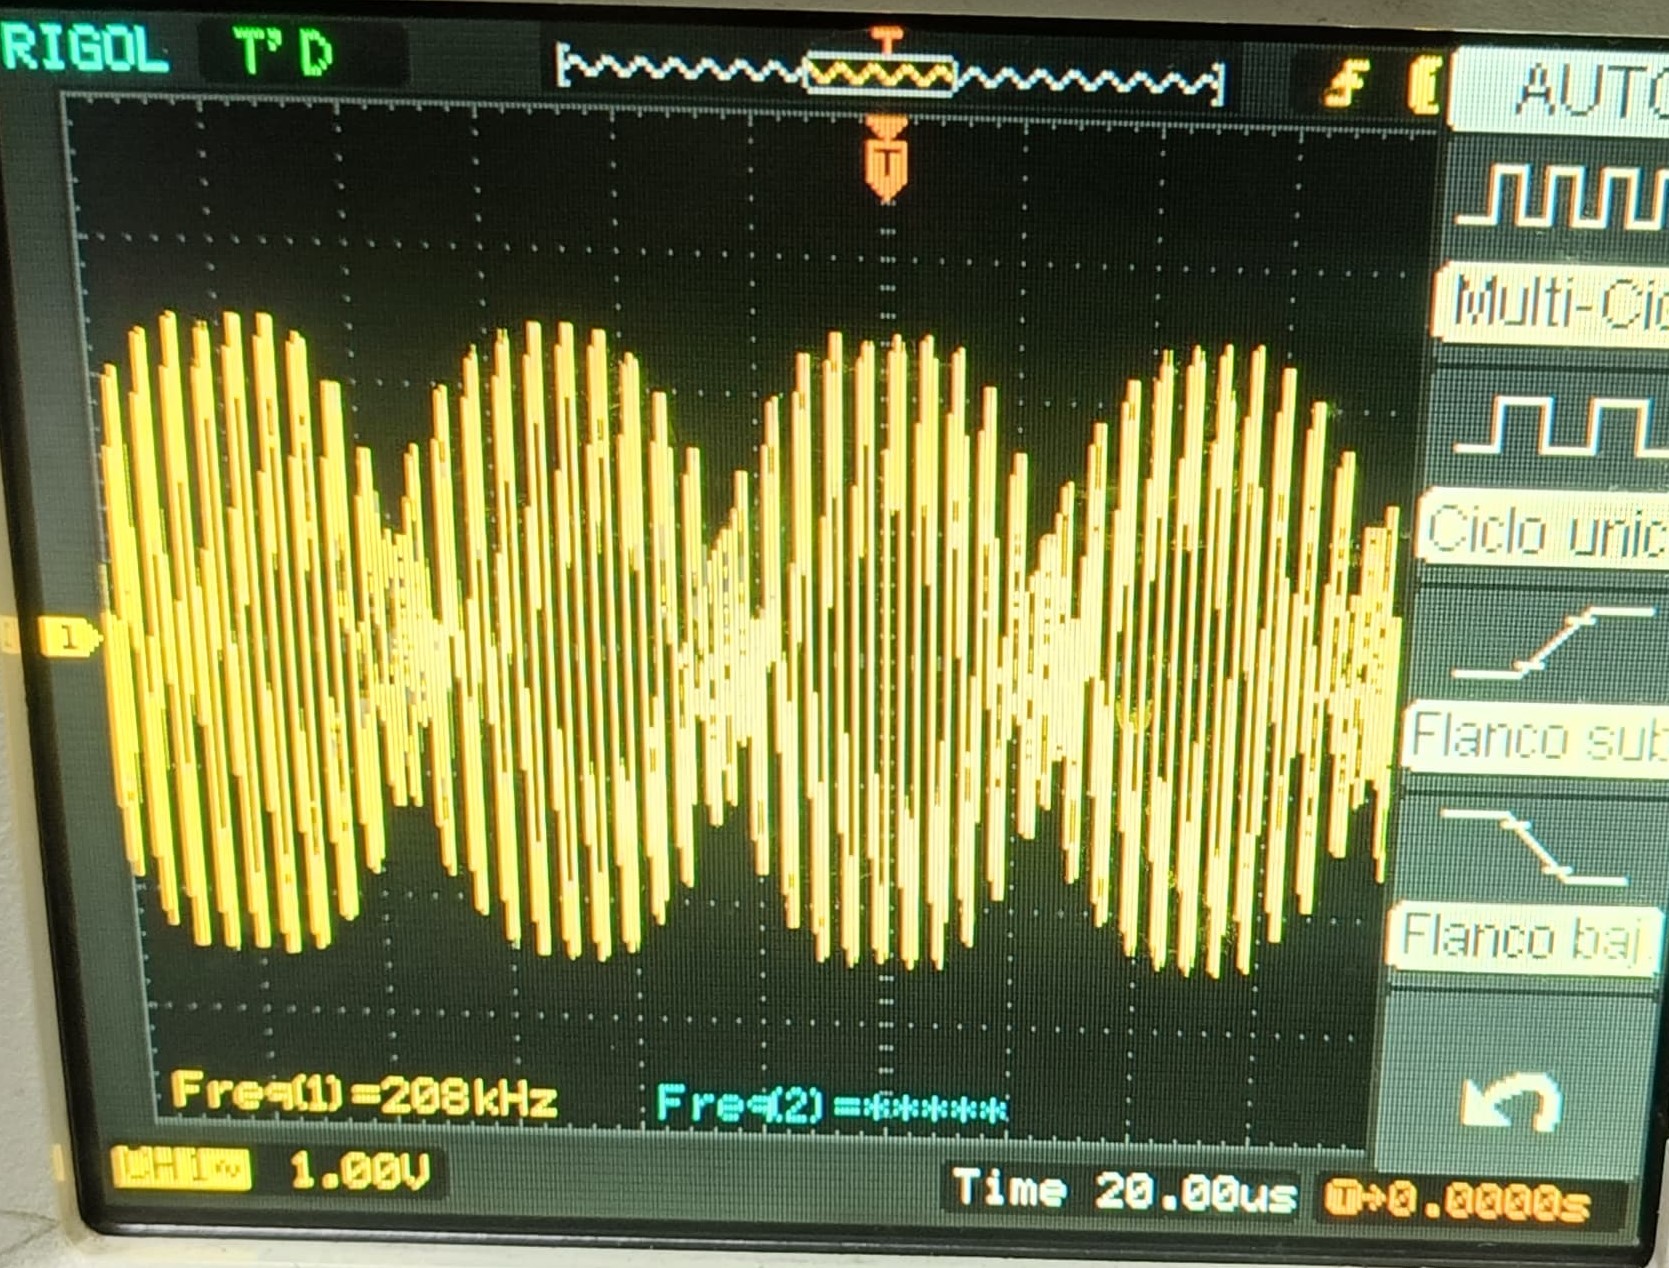 RIGOL T'D
T
AUTO
T
Multi-Cic
Ciclo unic
1
Flanco sub
Flanco baj
Freq(1)=208kHz Freq(2)=*****
CH1~ 1.00V Time 20.00us T→0.0000s